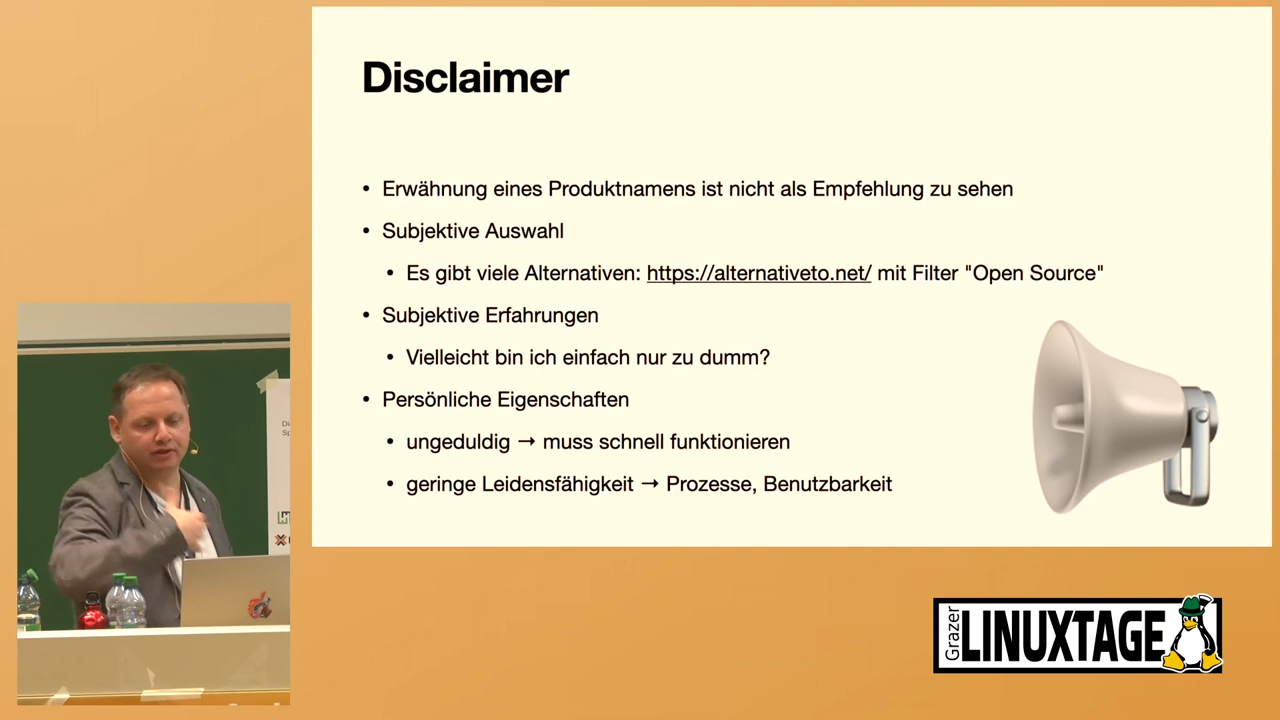 Disclaimer
• Erwähnung eines Produktnamens ist nicht als Empfehlung zu sehen
• Subjektive Auswahl
• Es gibt viele Alternativen: https://alternativeto.net/ mit Filter "Open Source"
• Subjektive Erfahrungen
• Vielleicht bin ich einfach nur zu dumm?
• Persönliche Eigenschaften
• ungeduldig → muss schnell funktionieren
• geringe Leidensfähigkeit → Prozesse, Benutzbarkeit
Grazer
LINUXTAGE